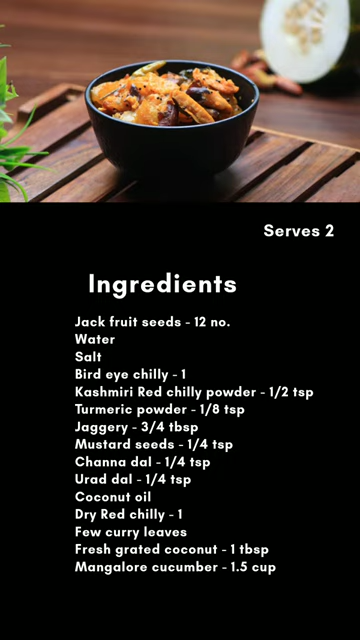 Serves 2
Ingredients
Jack fruit seeds - 12 no.
Water
Salt
Bird eye chilly - 1
Kashmiri Red chilly powder - 1/2 tsp
Turmeric powder - 1/8 tsp
Jaggery - 3/4 tbsp
Mustard seeds - 1/4 tsp
Channa dal - 1/4 tsp
Urad dal - 1/4 tsp
Coconut oil
Dry Red chilly - 1
Few curry leaves
Fresh grated coconut - 1 tbsp
Mangalore cucumber - 1.5 cup